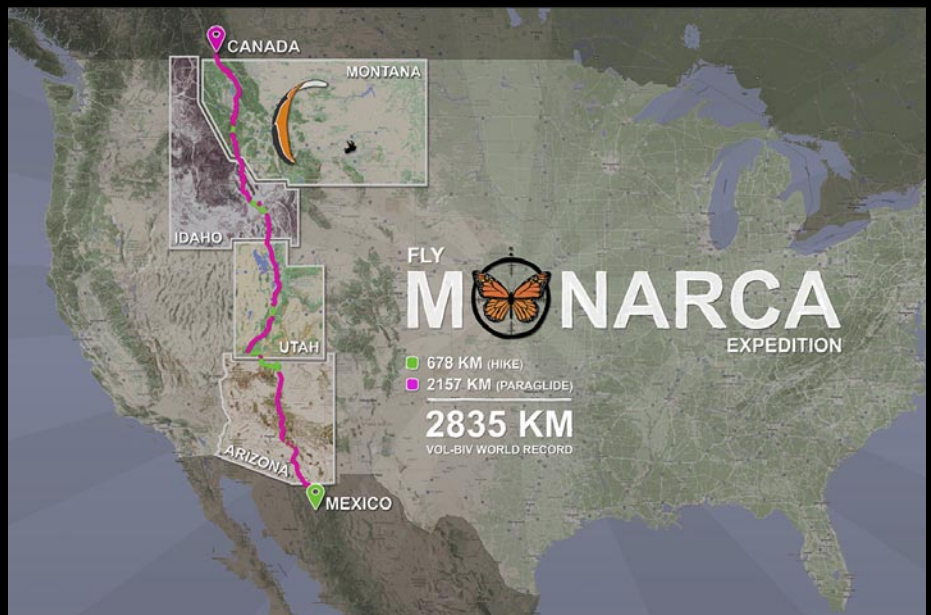 CANADA
MONTANA
IDAHO
UTAH
ARIZONA
MEXICO
FLY
MONARCA
EXPEDITION
678 KM (HIKE)
2157 KM (PARAGLIDE)
2835 KM
VOL-BIV WORLD RECORD